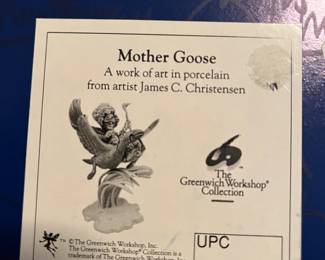 Mother Goose
A work of art in porcelain
from artist James C. Christensen
The
Greenwich Workshop®
Collection
™ © The Greenwich Workshop, Inc.
The Greenwich Workshop® Collection is a
trademark of The Greenwich Workshop, Inc.
UPC